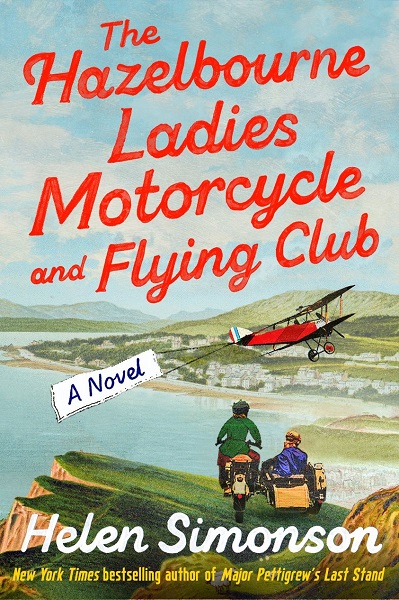 The
Hazelbourne
Ladies
Motorcycle
and Flying Club
A Novel
Helen Simonson
New York Times bestselling author of Major Pettigrew's Last Stand